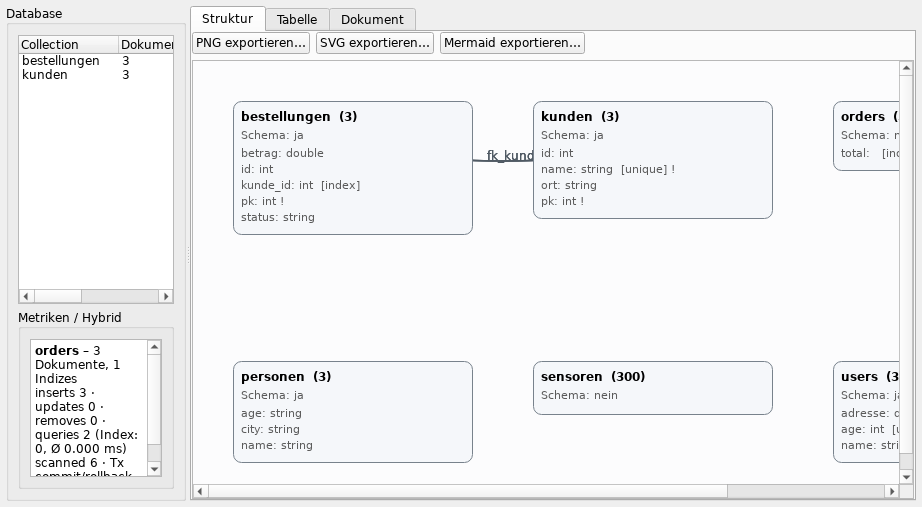 Database
Struktur
Tabelle
Dokument
PNG exportieren...
SVG exportieren...
Mermaid exportieren...
Collection
bestellungen 3
kunden 3
bestellungen (3)
Schema: ja
betrag: double
id: int
kunde_id: int [index]
pk: int !
status: string
kunden (3)
Schema: ja
id: int
name: string [unique] !
ort: string
pk: int !
orders
total:
personen (3)
Schema: ja
age: string
city: string
name: string
sensoren (300)
Schema: nein
users
age: int
Metriken / Hybrid
orders – 3
Dokumente, 1
Indizes
inserts 3 ·
updates 0 ·
removes 0 ·
queries 2 (Index:
0, Ø 0.000 ms)
scanned 6 · Tx